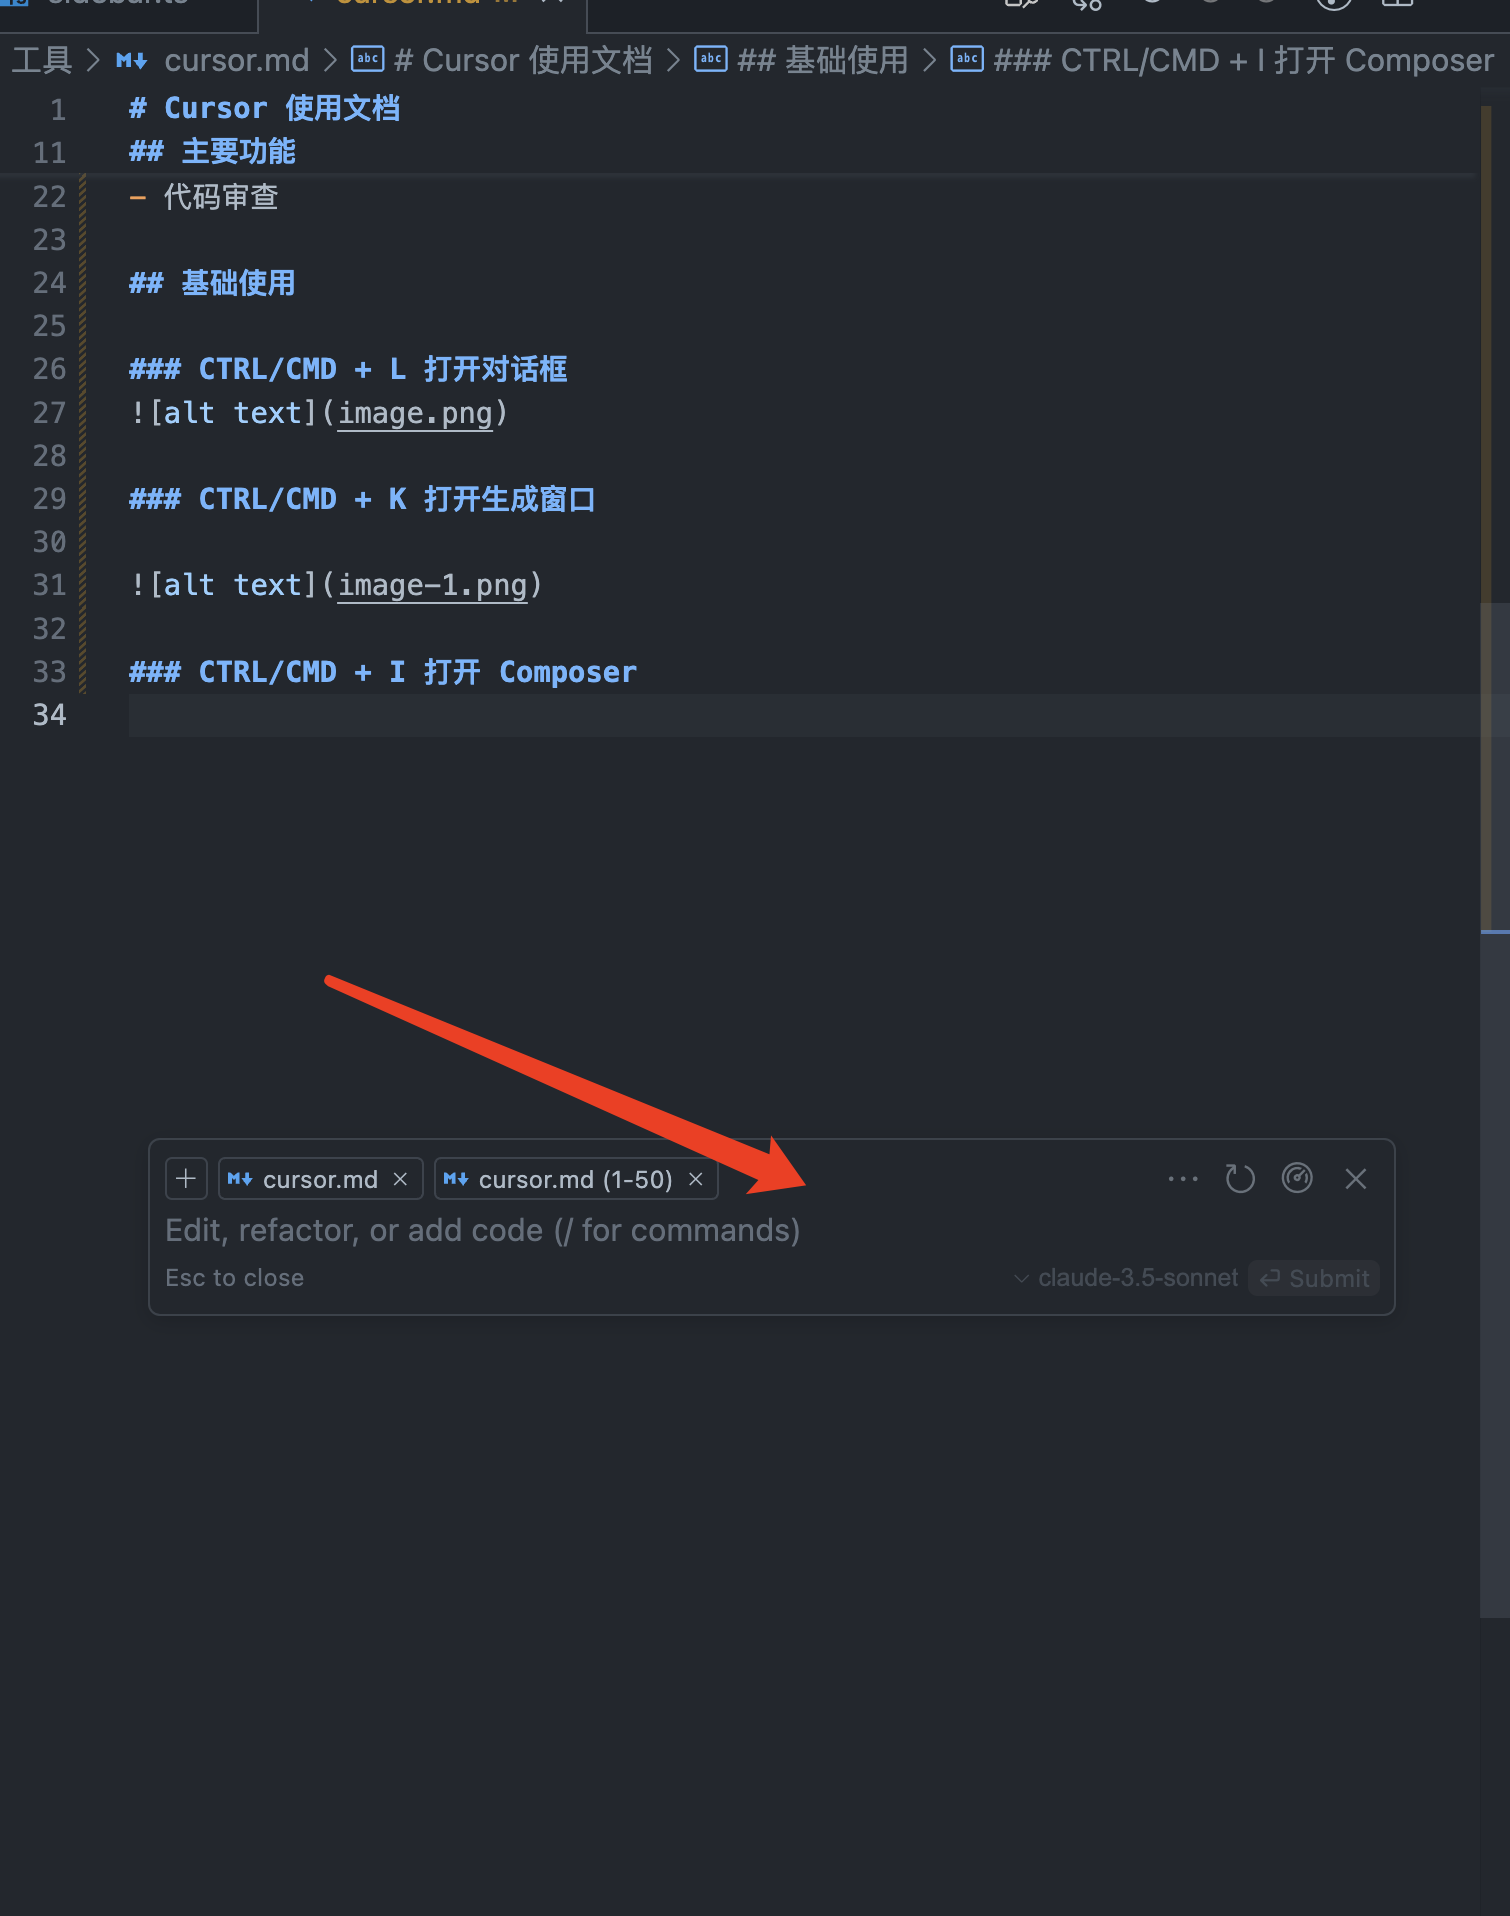 工具 > cursor.md > # Cursor 使用文档 > ## 基础使用 > ### CTRL/CMD + I 打开 Composer
1 # Cursor 使用文档
11 ## 主要功能
22 - 代码审查
23
24 ## 基础使用
25
26 ### CTRL/CMD + L 打开对话框
27 ![alt text](image.png)
28
29 ### CTRL/CMD + K 打开生成窗口
30
31 ![alt text](image-1.png)
32
33 ### CTRL/CMD + I 打开 Composer
34
cursor.md cursor.md (1-50)
Edit, refactor, or add code (/ for commands)
Esc to close claude-3.5-sonnet Submit